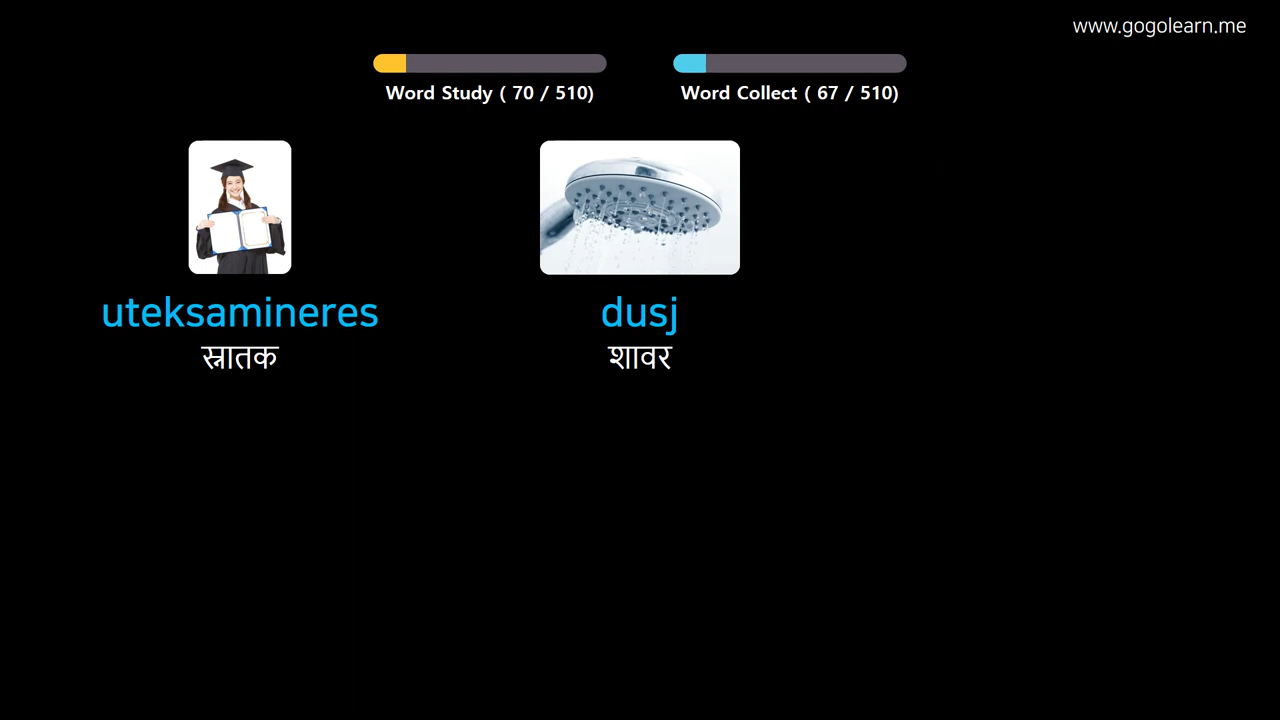 www.gogolearn.me
Word Study ( 70 / 510)
Word Collect ( 67 / 510)
uteksamineres
स्नातक
dusj
शावर